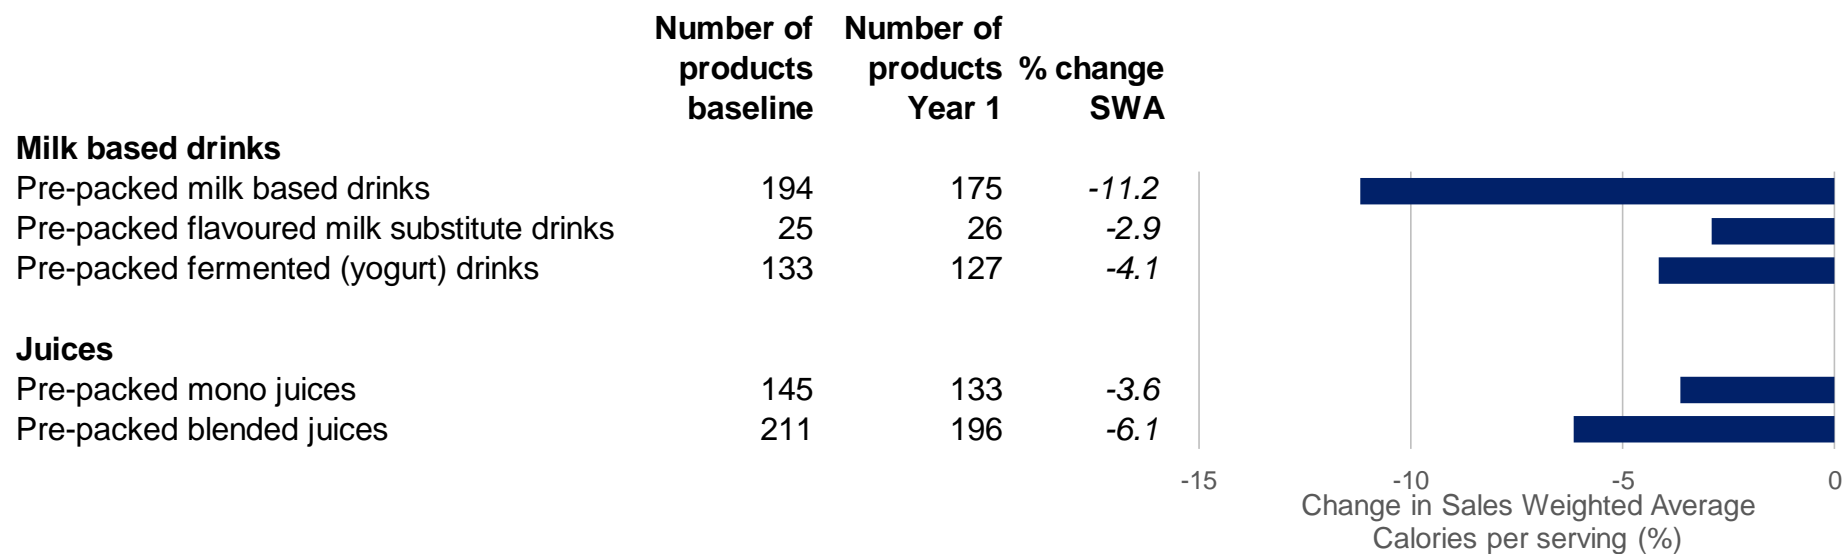 Number of Number of
products products % change
baseline Year 1 SWA
Milk based drinks
Pre-packed milk based drinks 194 175 -11.2
Pre-packed flavoured milk substitute drinks 25 26 -2.9
Pre-packed fermented (yogurt) drinks 133 127 -4.1
Juices
Pre-packed mono juices 145 133 -3.6
Pre-packed blended juices 211 196 -6.1
-15 -10 -5 0
Change in Sales Weighted Average
Calories per serving (%)